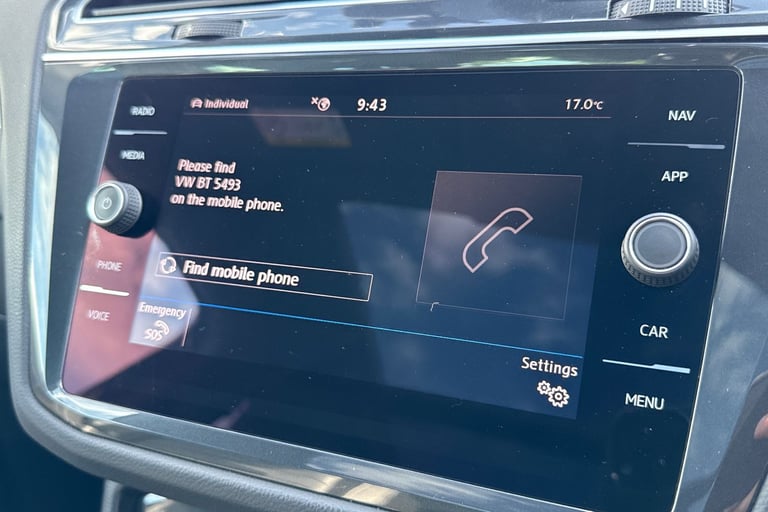 RADIO
MEDIA
PHONE
VOICE
Individual 9:43 17.0°C
Please find
VW BT 5493
on the mobile phone.
Find mobile phone
Emergency
SOS
Settings
NAV
APP
CAR
MENU